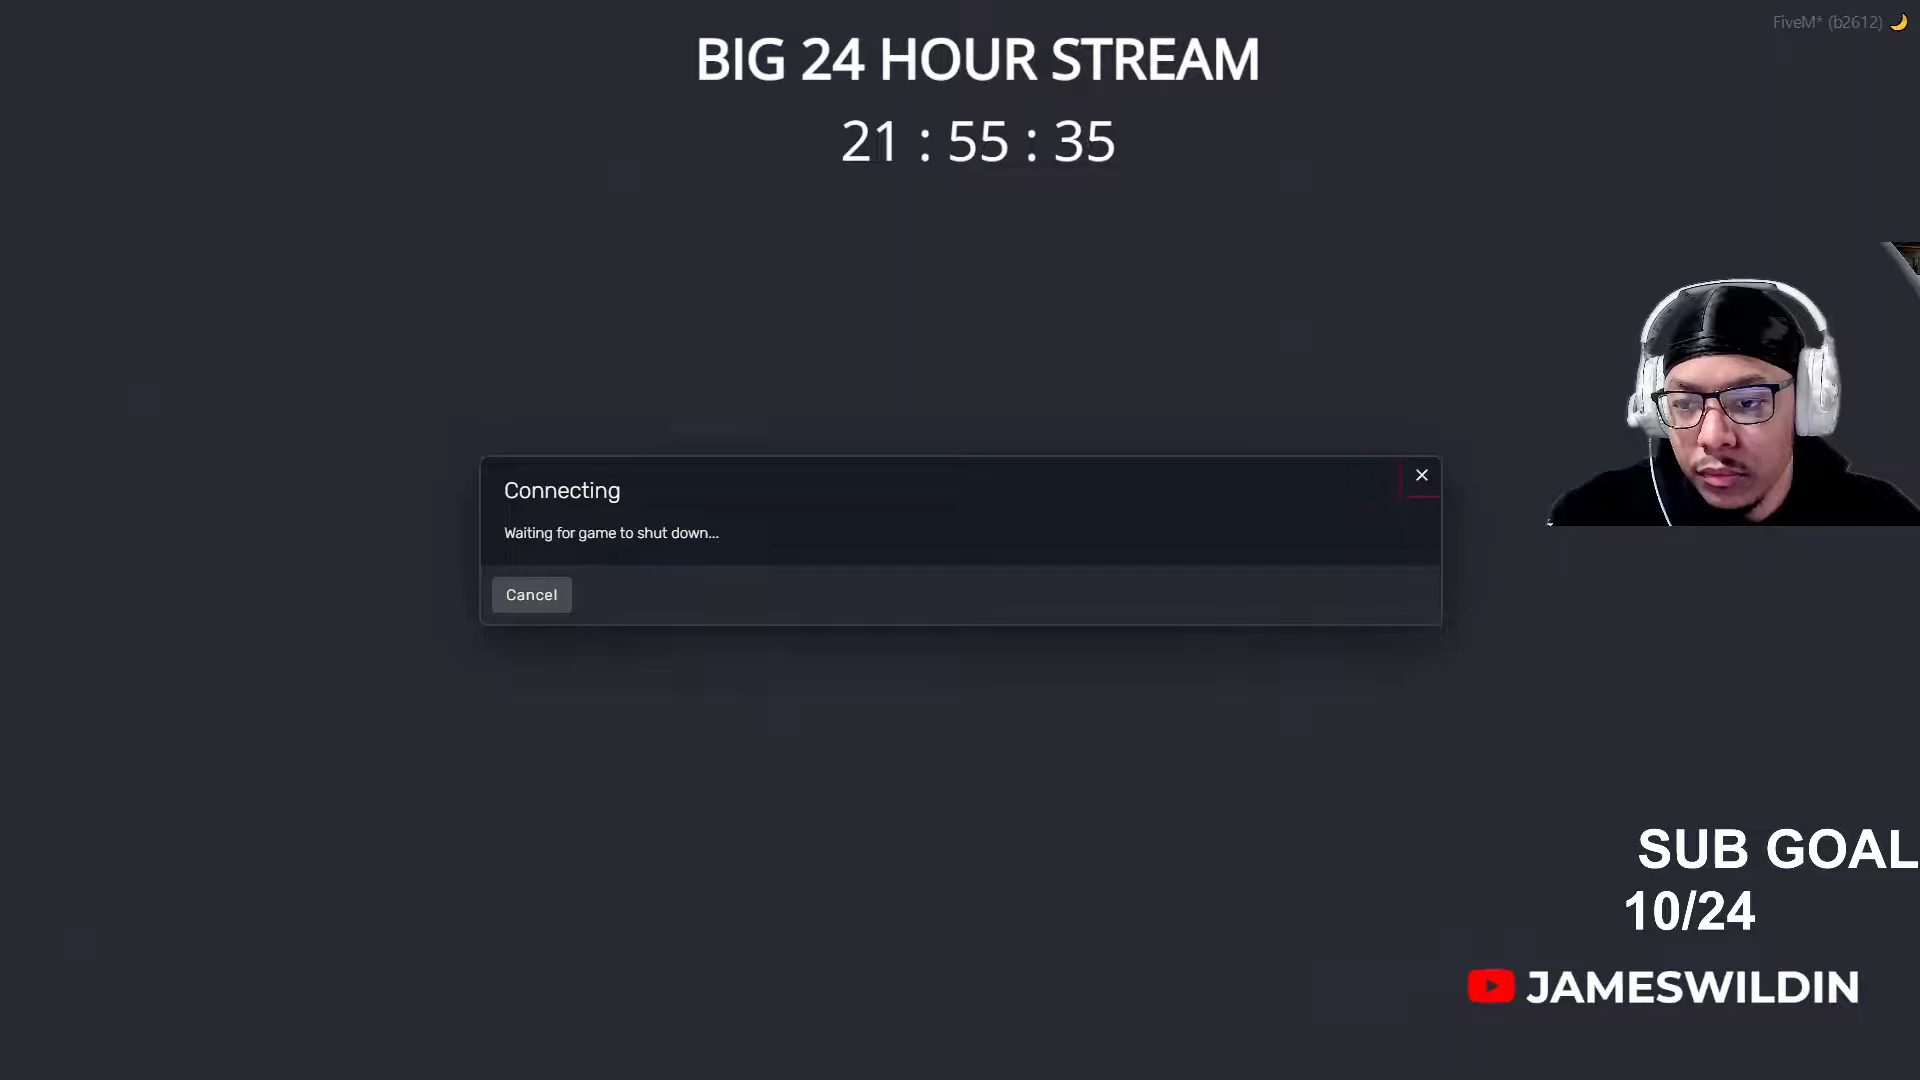 FiveM* (b2612) 🌙
BIG 24 HOUR STREAM
21 : 55 : 35
Connecting
Waiting for game to shut down...
Cancel
SUB GOAL
10/24
JAMESWILDIN